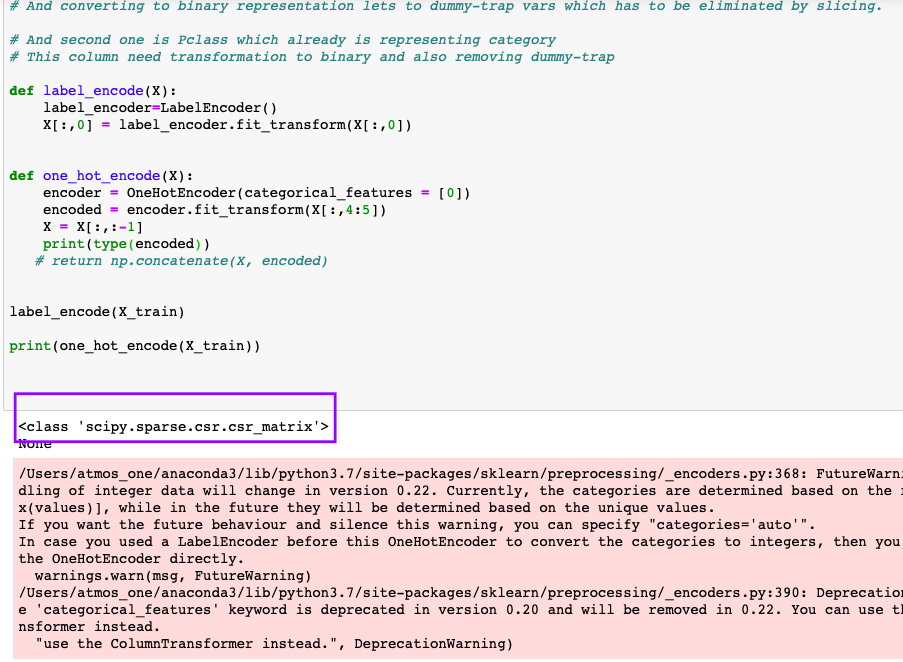 # And converting to binary representation lets to dummy-trap vars which has to be eliminated by slicing.
# And second one is Pclass which already is representing category
# This column need transformation to binary and also removing dummy-trap
def label_encode(X):
    label_encoder=LabelEncoder()
    X[:,0] = label_encoder.fit_transform(X[:,0])
def one_hot_encode(X):
    encoder = OneHotEncoder(categorical_features = [0])
    encoded = encoder.fit_transform(X[:,4:5])
    X = X[:,:-1]
    print(type(encoded))
   # return np.concatenate(X, encoded)
label_encode(X_train)
print(one_hot_encode(X_train))
<class 'scipy.sparse.csr.csr_matrix'>
None
/Users/atmos_one/anaconda3/lib/python3.7/site-packages/sklearn/preprocessing/_encoders.py:368: FutureWarni
dling of integer data will change in version 0.22. Currently, the categories are determined based on the
x(values)], while in the future they will be determined based on the unique values.
If you want the future behaviour and silence this warning, you can specify "categories='auto'".
In case you used a LabelEncoder before this OneHotEncoder to convert the categories to integers, then you
the OneHotEncoder directly.
  warnings.warn(msg, FutureWarning)
/Users/atmos_one/anaconda3/lib/python3.7/site-packages/sklearn/preprocessing/_encoders.py:390: Deprecation
e 'categorical_features' keyword is deprecated in version 0.20 and will be removed in 0.22. You can use th
nsformer instead.
  "use the ColumnTransformer instead.", DeprecationWarning)